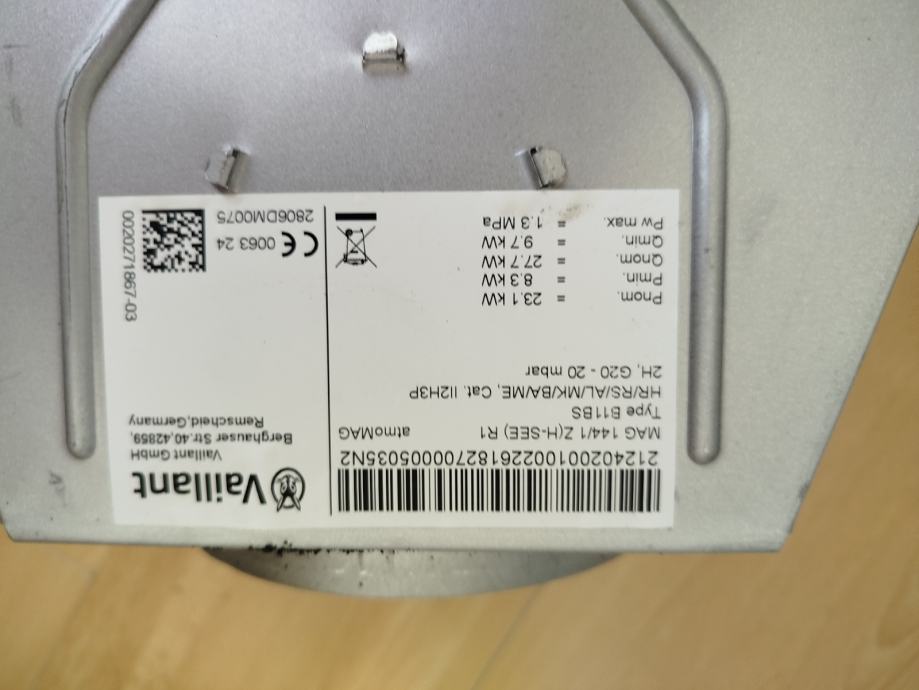 21240200100226182700005035N2
MAG 144/1 Z(H-SEE) R1 atmoMAG
Type B11BS
HR/RS/AL/MK/BA/ME, Cat. II2H3P
2H, G20 - 20 mbar
Pnom. = 23.1 kW
Pmin. = 8.3 kW
Qnom. = 27.7 kW
Qmin. = 9.7 kW
Pw max. = 1.3 MPa
Vaillant
Vaillant GmbH
Berghauser Str.40,42859,
Remscheid,Germany
CE 0063 24
2806DM0075
0020271867-03